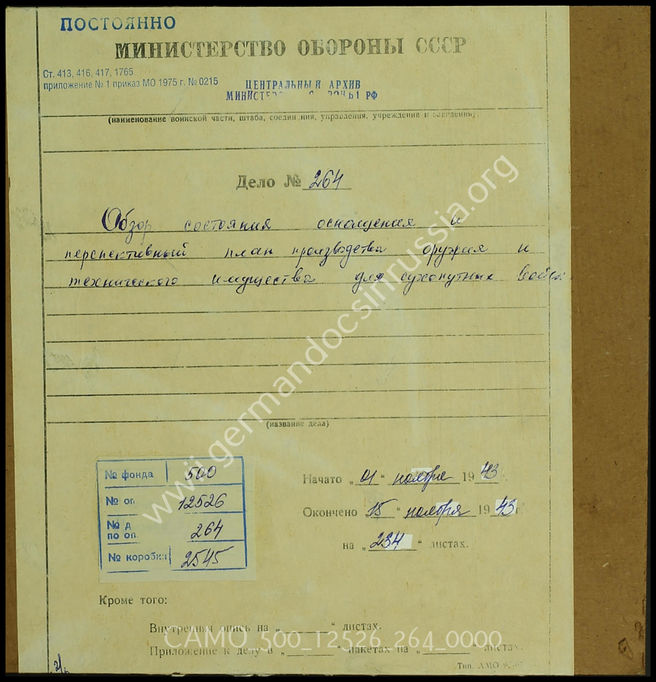 ПОСТОЯННО
МИНИСТЕРСТВО ОБОРОНЫ СССР
Ст. 413, 416, 417, 1765
приложение № 1 приказ МО 1975 г. № 0215
ЦЕНТРАЛЬНЫЙ АРХИВ
РФ
(наименование воинской части, штаба, соединения, управления, учреждения и заведения)
Дело № 264
Обзор состояния оснащения и
перспективный план производства оружия и
технического имущества для сухопутных войск
(название дела)
№ фонда 500
№ оп. 12526
№ д.
по оп. 264
№ коробки 2545
Начато „01" ноября 1943 г.
Окончено „15" ноября 1943 г.
на „234" листах.
Кроме того:
Внутренняя опись на „ " листах.
Приложение к делу в „ " пакетах на „ " листах.
Тип. ЦАМО
www.germandocsinrussia.org
CAMO_500_12526_264_0000